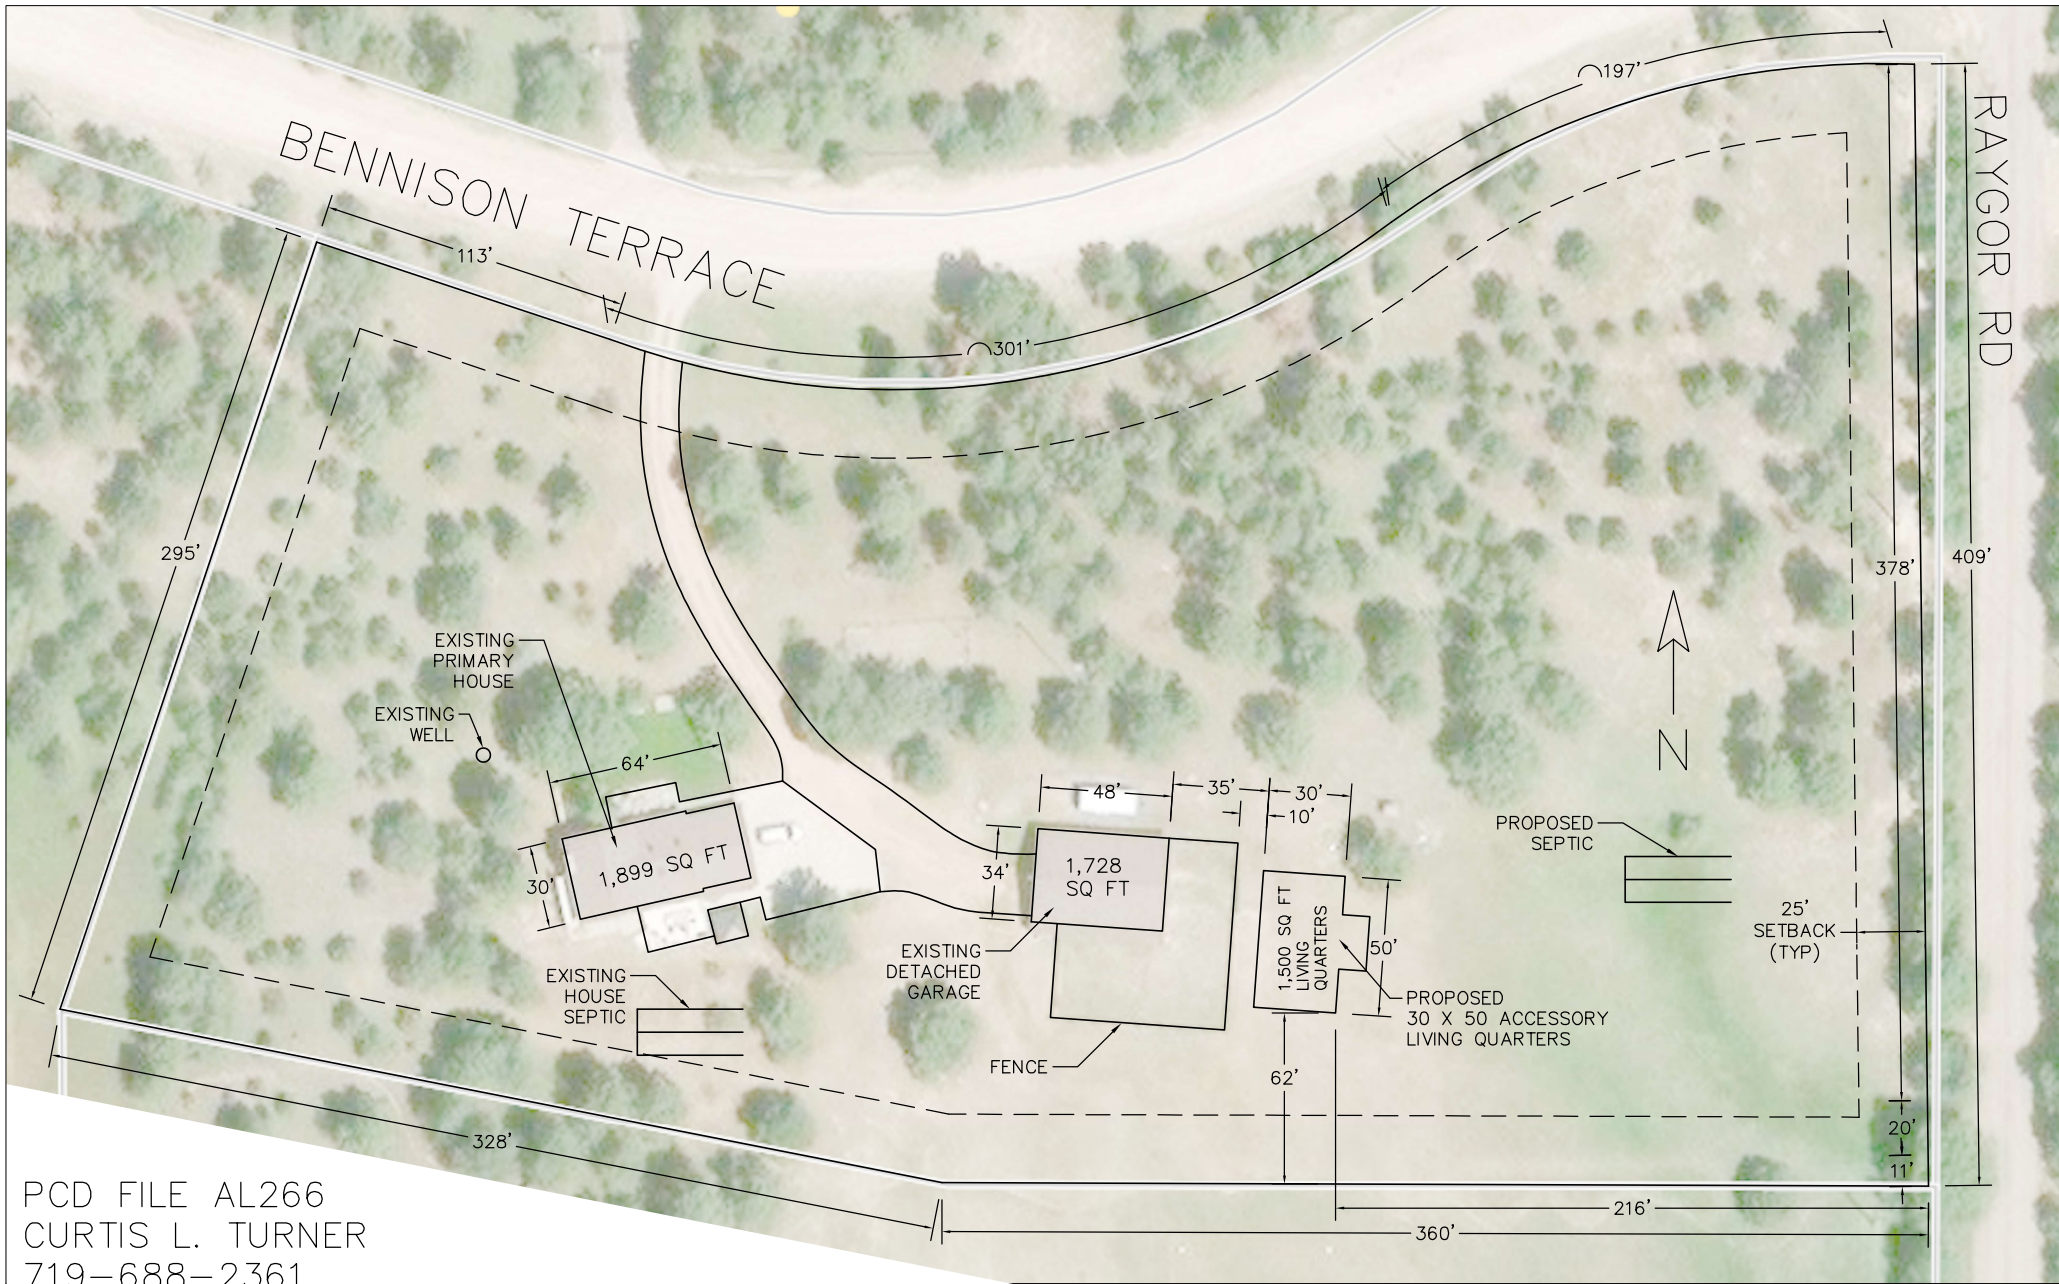 197'
RAYGOR RD
BENNISON TERRACE
113'
301'
295'
378'
409'
EXISTING
PRIMARY
HOUSE
EXISTING
WELL
64'
30'
1,899 SQ FT
48'
35'
30'
10'
34'
1,728
SQ FT
EXISTING
DETACHED
GARAGE
1,500 SQ FT
LIVING
QUARTERS
50'
N
PROPOSED
SEPTIC
25'
SETBACK
(TYP)
EXISTING
HOUSE
SEPTIC
FENCE
PROPOSED
30 X 50 ACCESSORY
LIVING QUARTERS
62'
20'
11'
328'
216'
360'
PCD FILE AL266
CURTIS L. TURNER
719-688-2361